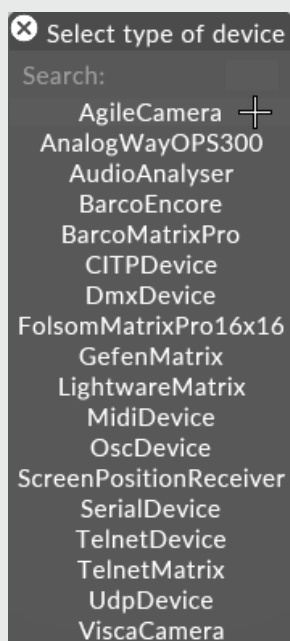 Select type of device
Search:
AgileCamera
AnalogWayOPS300
AudioAnalyser
BarcoEncore
BarcoMatrixPro
CITPDevice
DmxDevice
FolsomMatrixPro16x16
GefenMatrix
LightwareMatrix
MidiDevice
OscDevice
ScreenPositionReceiver
SerialDevice
TelnetDevice
TelnetMatrix
UdpDevice
ViscaCamera